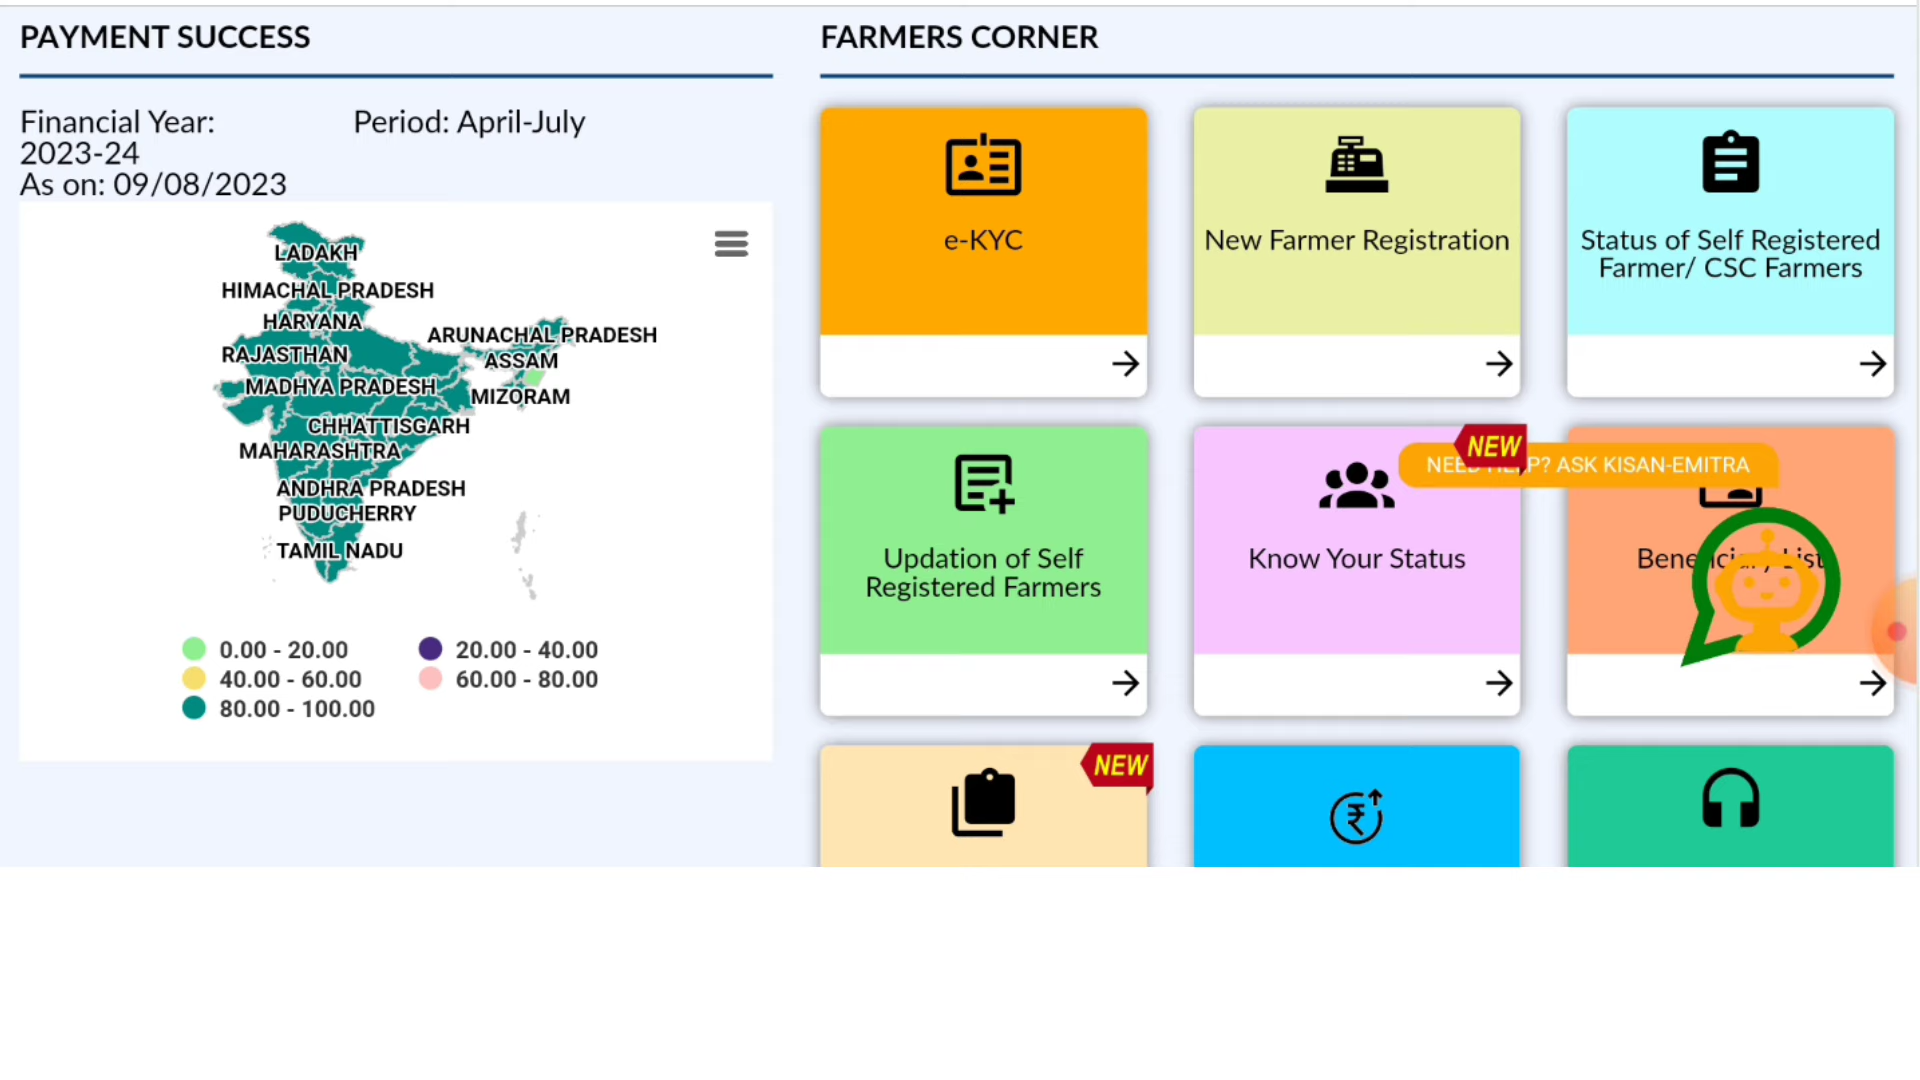 PAYMENT SUCCESS
Financial Year:
2023-24
Period: April-July
As on: 09/08/2023
LADAKH
HIMACHAL PRADESH
HARYANA
ARUNACHAL PRADESH
RAJASTHAN
ASSAM
MADHYA PRADESH
MIZORAM
CHHATTISGARH
MAHARASHTRA
ANDHRA PRADESH
PUDUCHERRY
TAMIL NADU
0.00 - 20.00
20.00 - 40.00
40.00 - 60.00
60.00 - 80.00
80.00 - 100.00
FARMERS CORNER
e-KYC
New Farmer Registration
Status of Self Registered
Farmer/ CSC Farmers
NEW
NEED HELP? ASK KISAN-EMITRA
Updation of Self
Registered Farmers
Know Your Status
Beneficiary List
NEW